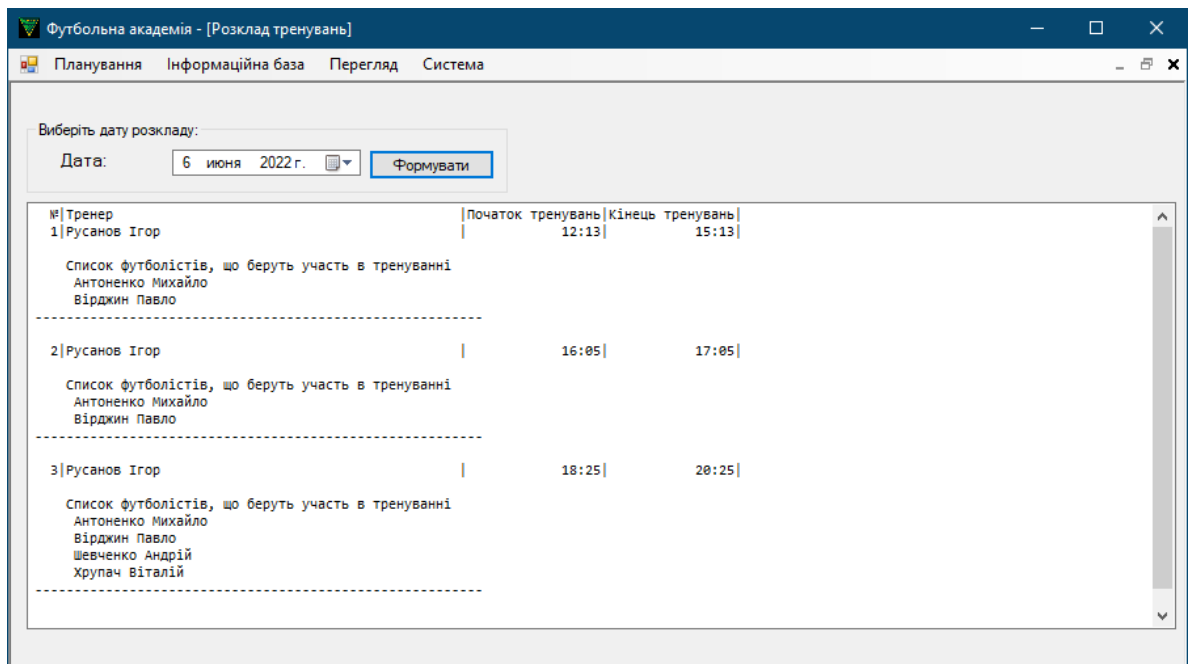 Футбольна академія - [Розклад тренувань]
Планування Інформаційна база Перегляд Система
Виберіть дату розкладу:
Дата: 6 июня 2022 г. Формувати
№|Тренер |Початок тренувань|Кінець тренувань|
1|Русанов Ігор | 12:13| 15:13|
Список футболістів, що беруть участь в тренуванні
Антоненко Михайло
Вірджин Павло
---------------------------------------------------------
2|Русанов Ігор | 16:05| 17:05|
Список футболістів, що беруть участь в тренуванні
Антоненко Михайло
Вірджин Павло
---------------------------------------------------------
3|Русанов Ігор | 18:25| 20:25|
Список футболістів, що беруть участь в тренуванні
Антоненко Михайло
Вірджин Павло
Шевченко Андрій
Хрупач Віталій
---------------------------------------------------------